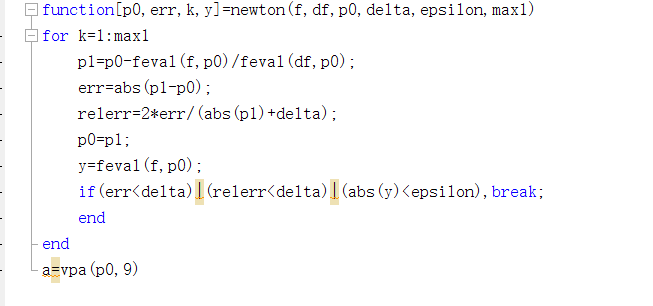 function[p0,err,k,y]=newton(f,df,p0,delta,epsilon,max1)
for k=1:max1
p1=p0-feval(f,p0)/feval(df,p0);
err=abs(p1-p0);
relerr=2*err/(abs(p1)+delta);
p0=p1;
y=feval(f,p0);
if(err<delta)|(relerr<delta)|(abs(y)<epsilon),break;
end
end
a=vpa(p0,9)